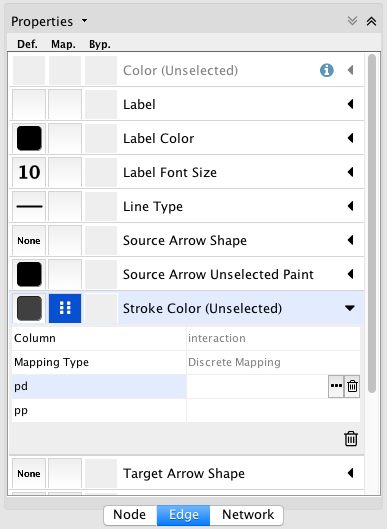 Properties
Def. Map. Byp.
Color (Unselected)
Label
Label Color
10 Label Font Size
Line Type
None Source Arrow Shape
Source Arrow Unselected Paint
Stroke Color (Unselected)
Column interaction
Mapping Type Discrete Mapping
pd
pp
None Target Arrow Shape
Node Edge Network